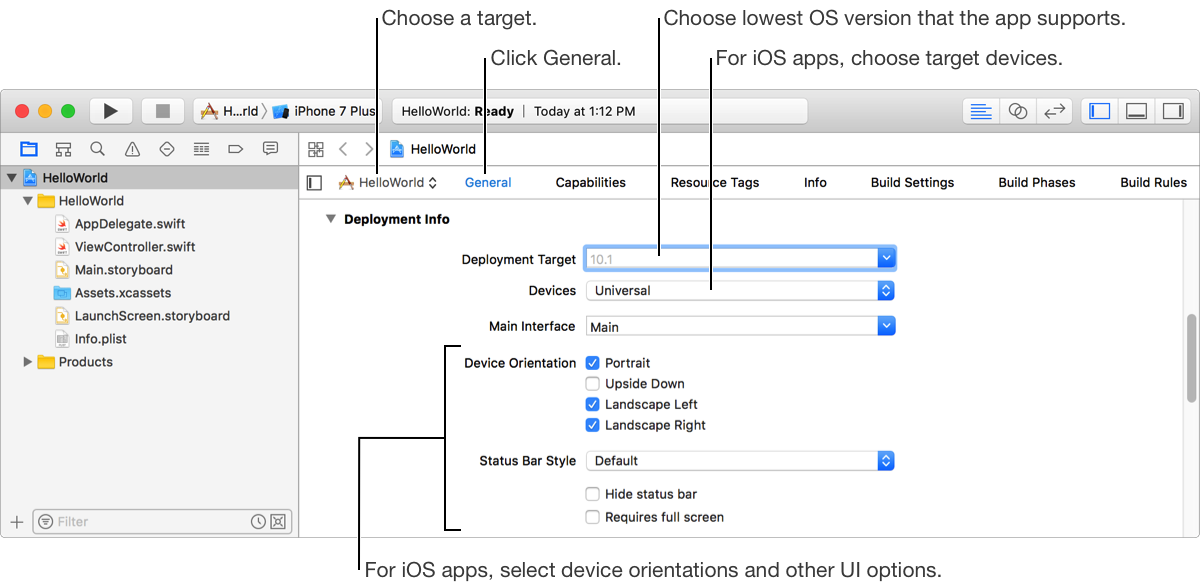 Choose a target.
Choose lowest OS version that the app supports.
Click General.
For iOS apps, choose target devices.
H...rld
iPhone 7 Plus
HelloWorld: Ready
Today at 1:12 PM
HelloWorld
HelloWorld
HelloWorld
General
Capabilities
Resource Tags
Info
Build Settings
Build Phases
Build Rules
HelloWorld
AppDelegate.swift
ViewController.swift
Main.storyboard
Assets.xcassets
LaunchScreen.storyboard
Info.plist
Products
Filter
Deployment Info
Deployment Target 10.1
Devices Universal
Main Interface Main
Device Orientation Portrait
Upside Down
Landscape Left
Landscape Right
Status Bar Style Default
Hide status bar
Requires full screen
For iOS apps, select device orientations and other UI options.